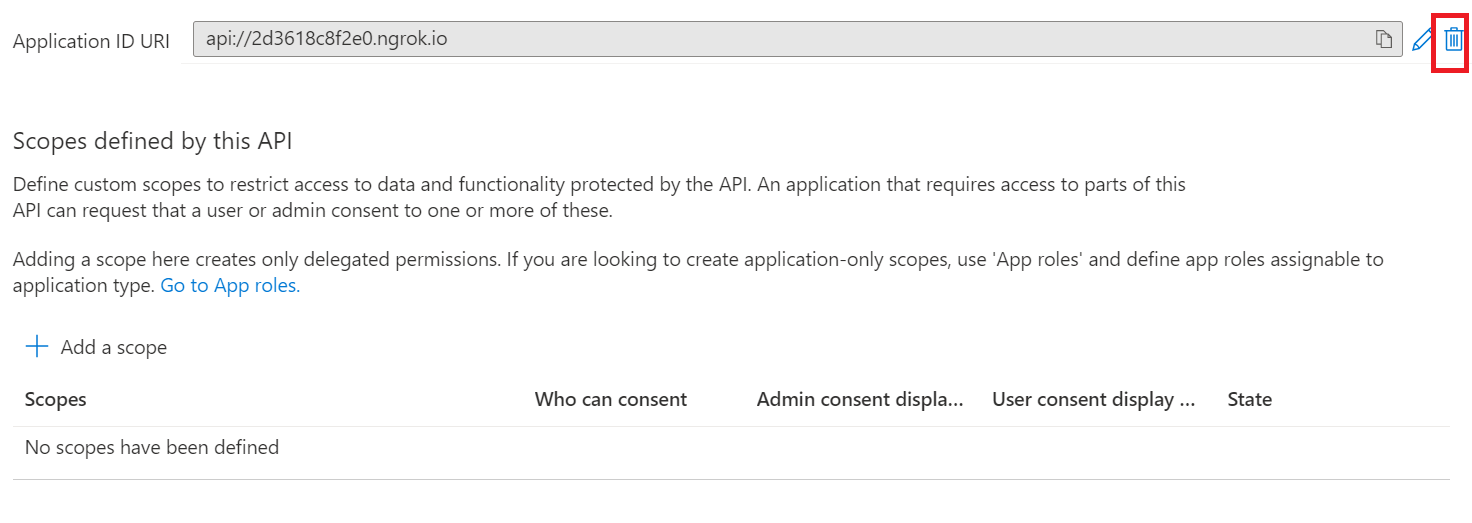 Application ID URI api://2d3618c8f2e0.ngrok.io
Scopes defined by this API
Define custom scopes to restrict access to data and functionality protected by the API. An application that requires access to parts of this
API can request that a user or admin consent to one or more of these.
Adding a scope here creates only delegated permissions. If you are looking to create application-only scopes, use 'App roles' and define app roles assignable to
application type. Go to App roles.
Add a scope
Scopes Who can consent Admin consent displa... User consent display ... State
No scopes have been defined